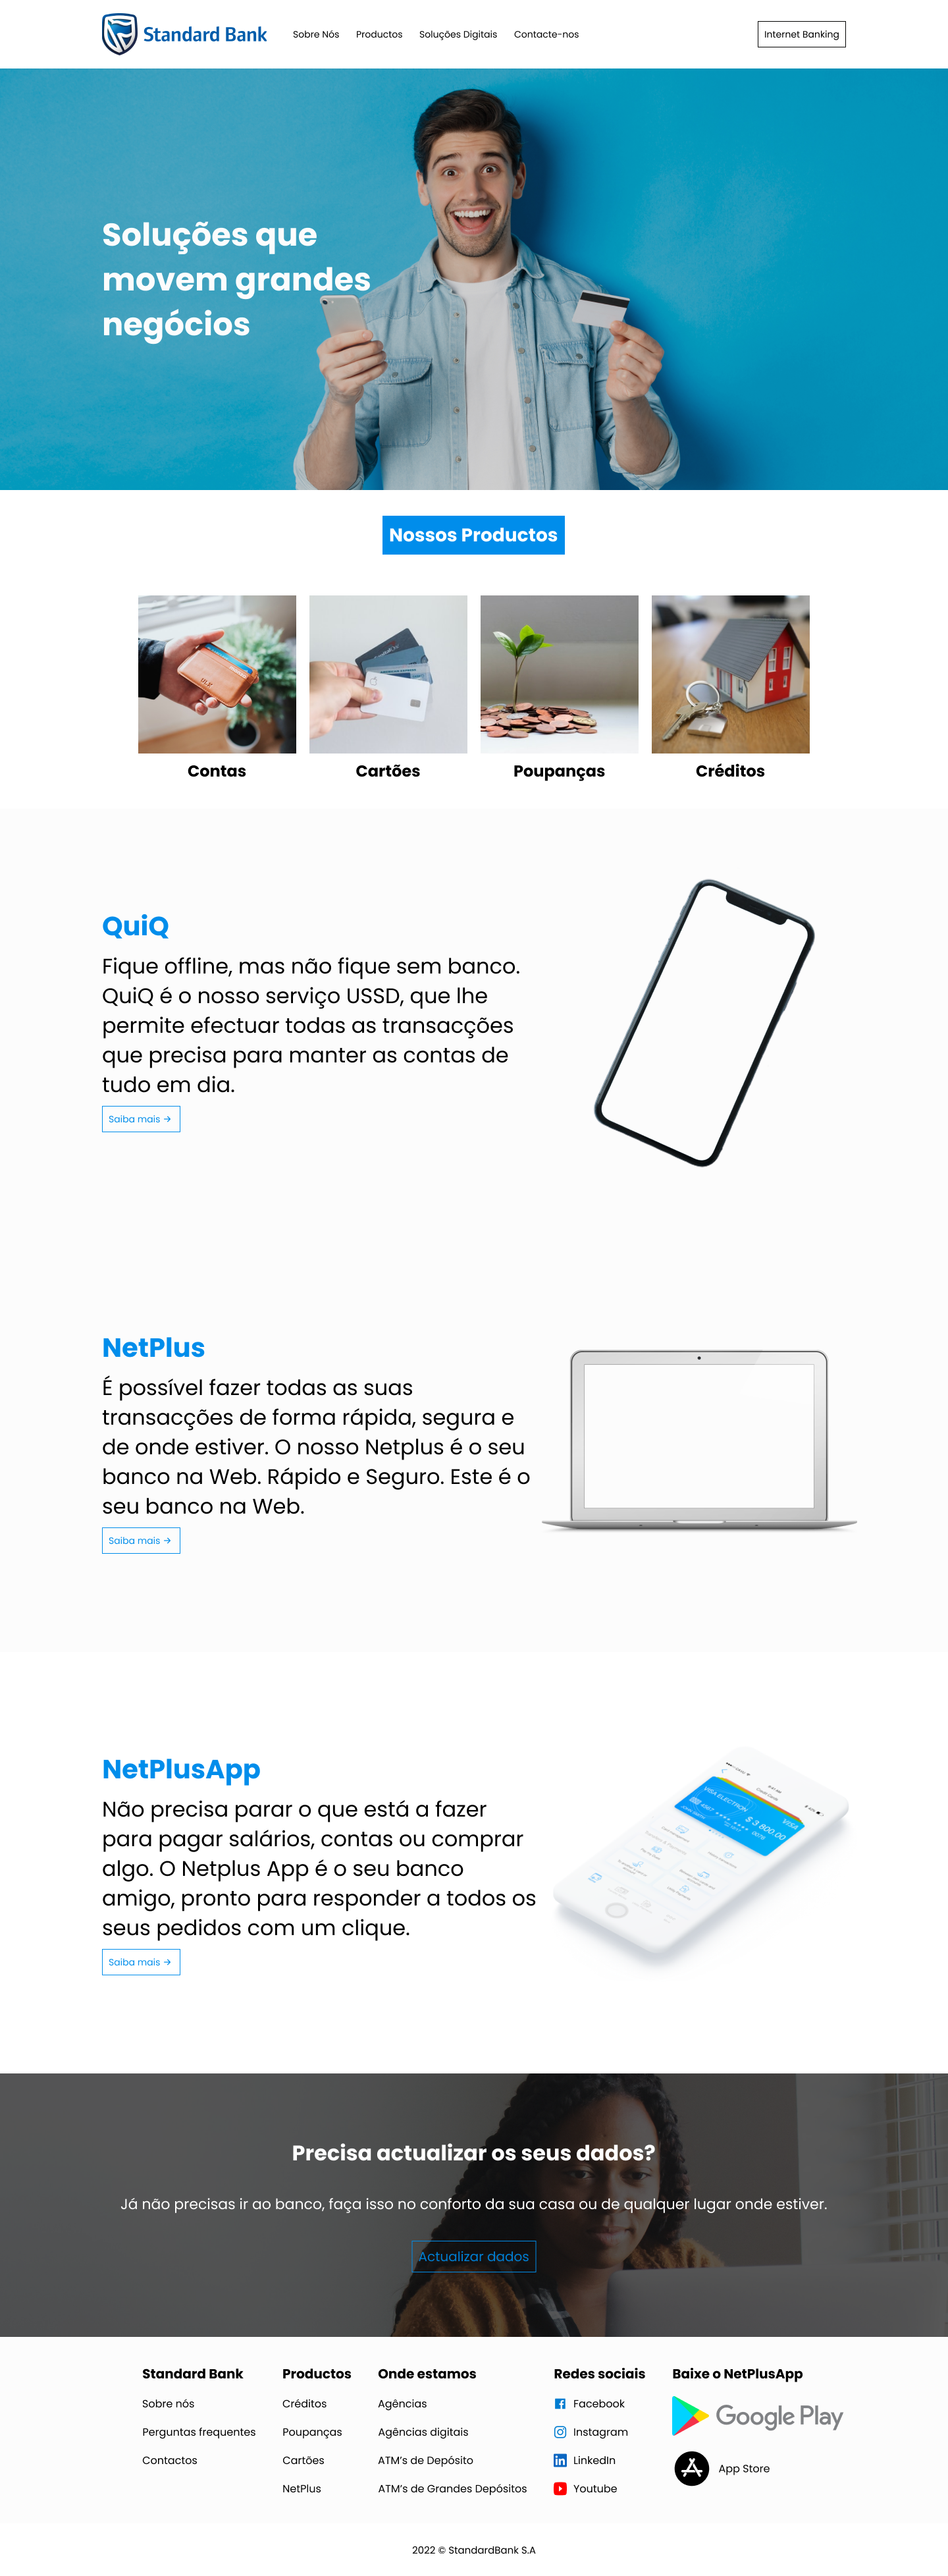 Standard Bank
Sobre Nós
Productos
Soluções Digitais
Contacte-nos
Internet Banking
Soluções que
movem grandes
negócios
Nossos Productos
Contas
Cartões
Poupanças
Créditos
QuiQ
Fique offline, mas não fique sem banco.
QuiQ é o nosso serviço USSD, que lhe
permite efectuar todas as transacções
que precisa para manter as contas de
tudo em dia.
Saiba mais →
NetPlus
É possível fazer todas as suas
transacções de forma rápida, segura e
de onde estiver. O nosso Netplus é o seu
banco na Web. Rápido e Seguro. Este é o
seu banco na Web.
Saiba mais →
NetPlusApp
Não precisa parar o que está a fazer
para pagar salários, contas ou comprar
algo. O Netplus App é o seu banco
amigo, pronto para responder a todos os
seus pedidos com um clique.
Saiba mais →
VISA ELECTRON
$ 3 800.00
VISA
Precisa actualizar os seus dados?
Já não precisas ir ao banco, faça isso no conforto da sua casa ou de qualquer lugar onde estiver.
Actualizar dados
Standard Bank
Sobre nós
Perguntas frequentes
Contactos
Productos
Créditos
Poupanças
Cartões
NetPlus
Onde estamos
Agências
Agências digitais
ATM's de Depósito
ATM's de Grandes Depósitos
Redes sociais
Facebook
Instagram
LinkedIn
Youtube
Baixe o NetPlusApp
Google Play
App Store
2022 © StandardBank S.A